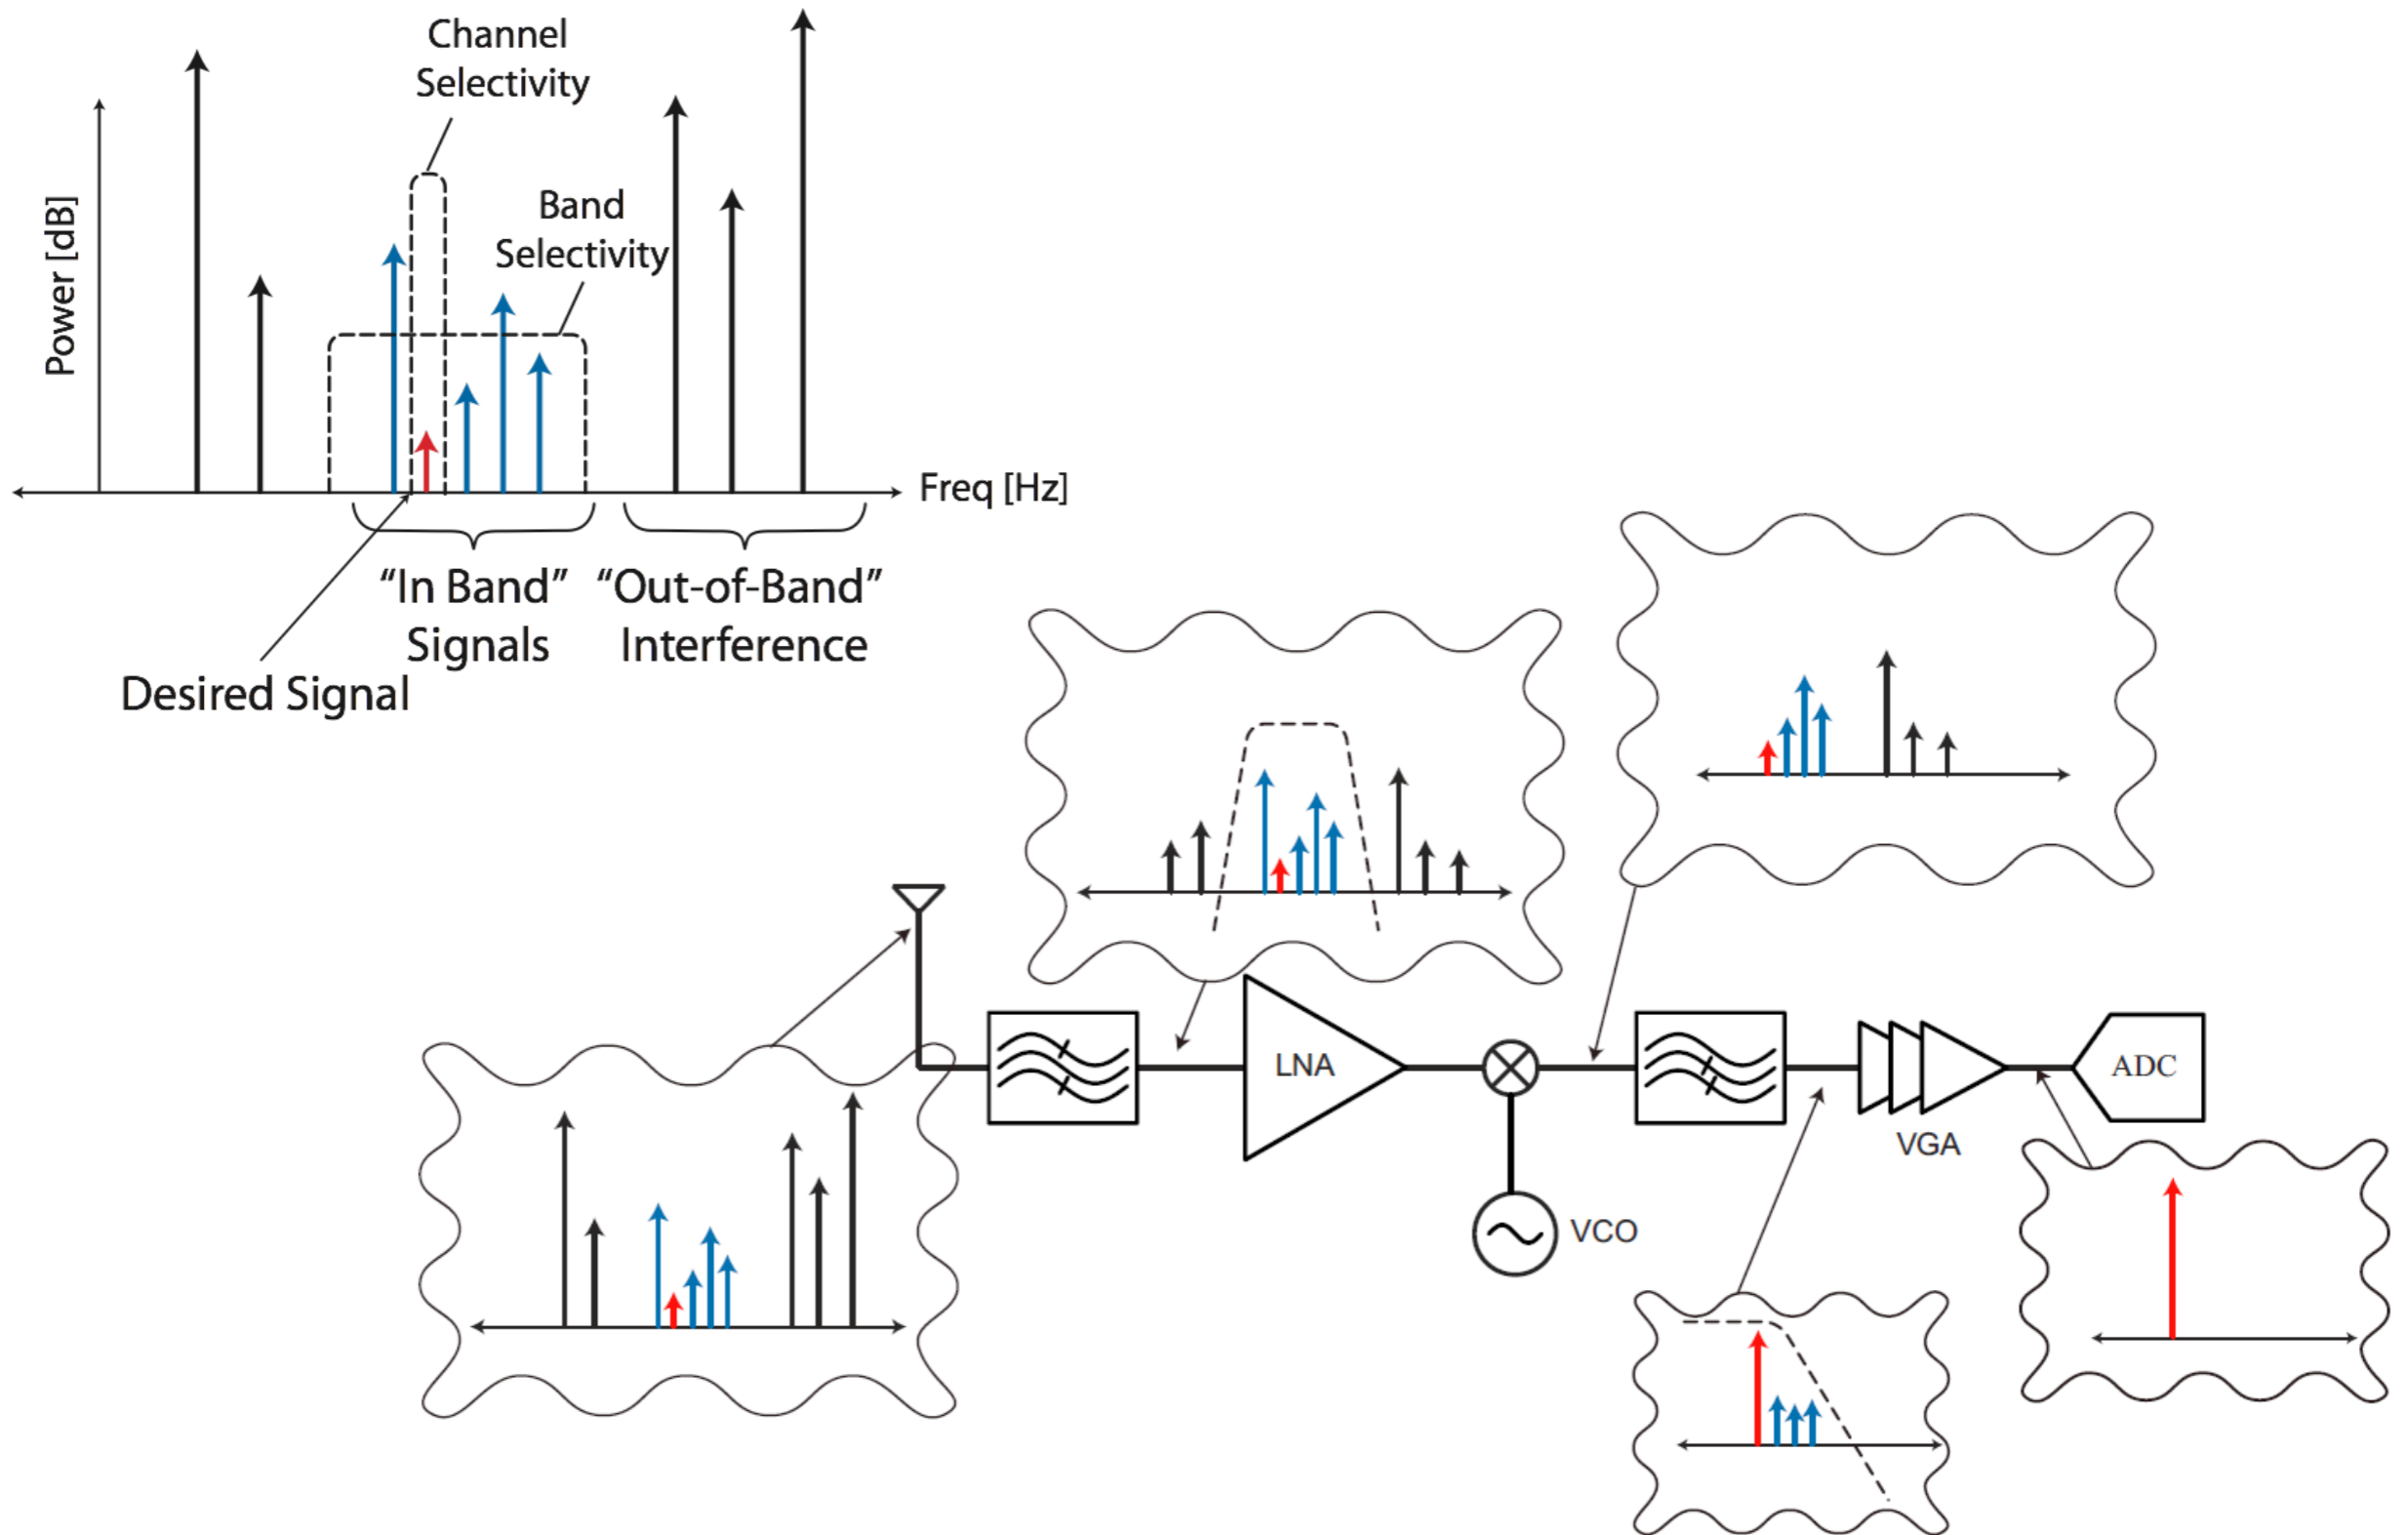 Channel
Selectivity
Band
Selectivity
Power [dB]
Freq [Hz]
“In Band”
Signals
“Out-of-Band”
Interference
Desired Signal
LNA
VCO
VGA
ADC